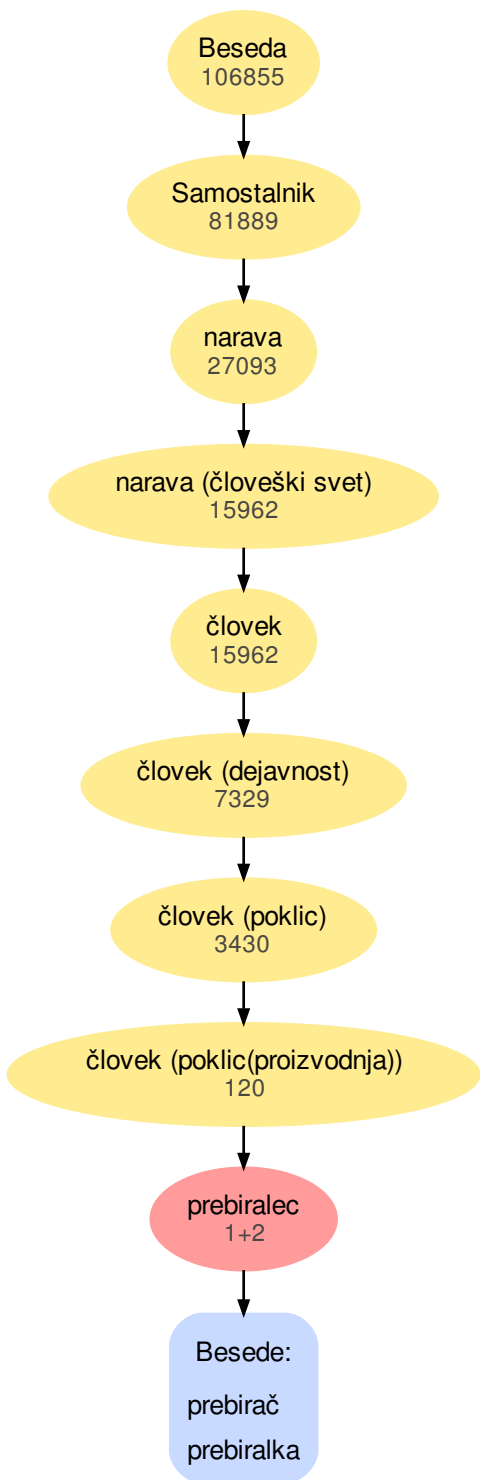 Beseda
106855
Samostalnik
81889
narava
27093
narava (človeški svet)
15962
človek
15962
človek (dejavnost)
7329
človek (poklic)
3430
človek (poklic(proizvodnja))
120
prebiralec
1+2
Besede:
prebirač
prebiralka